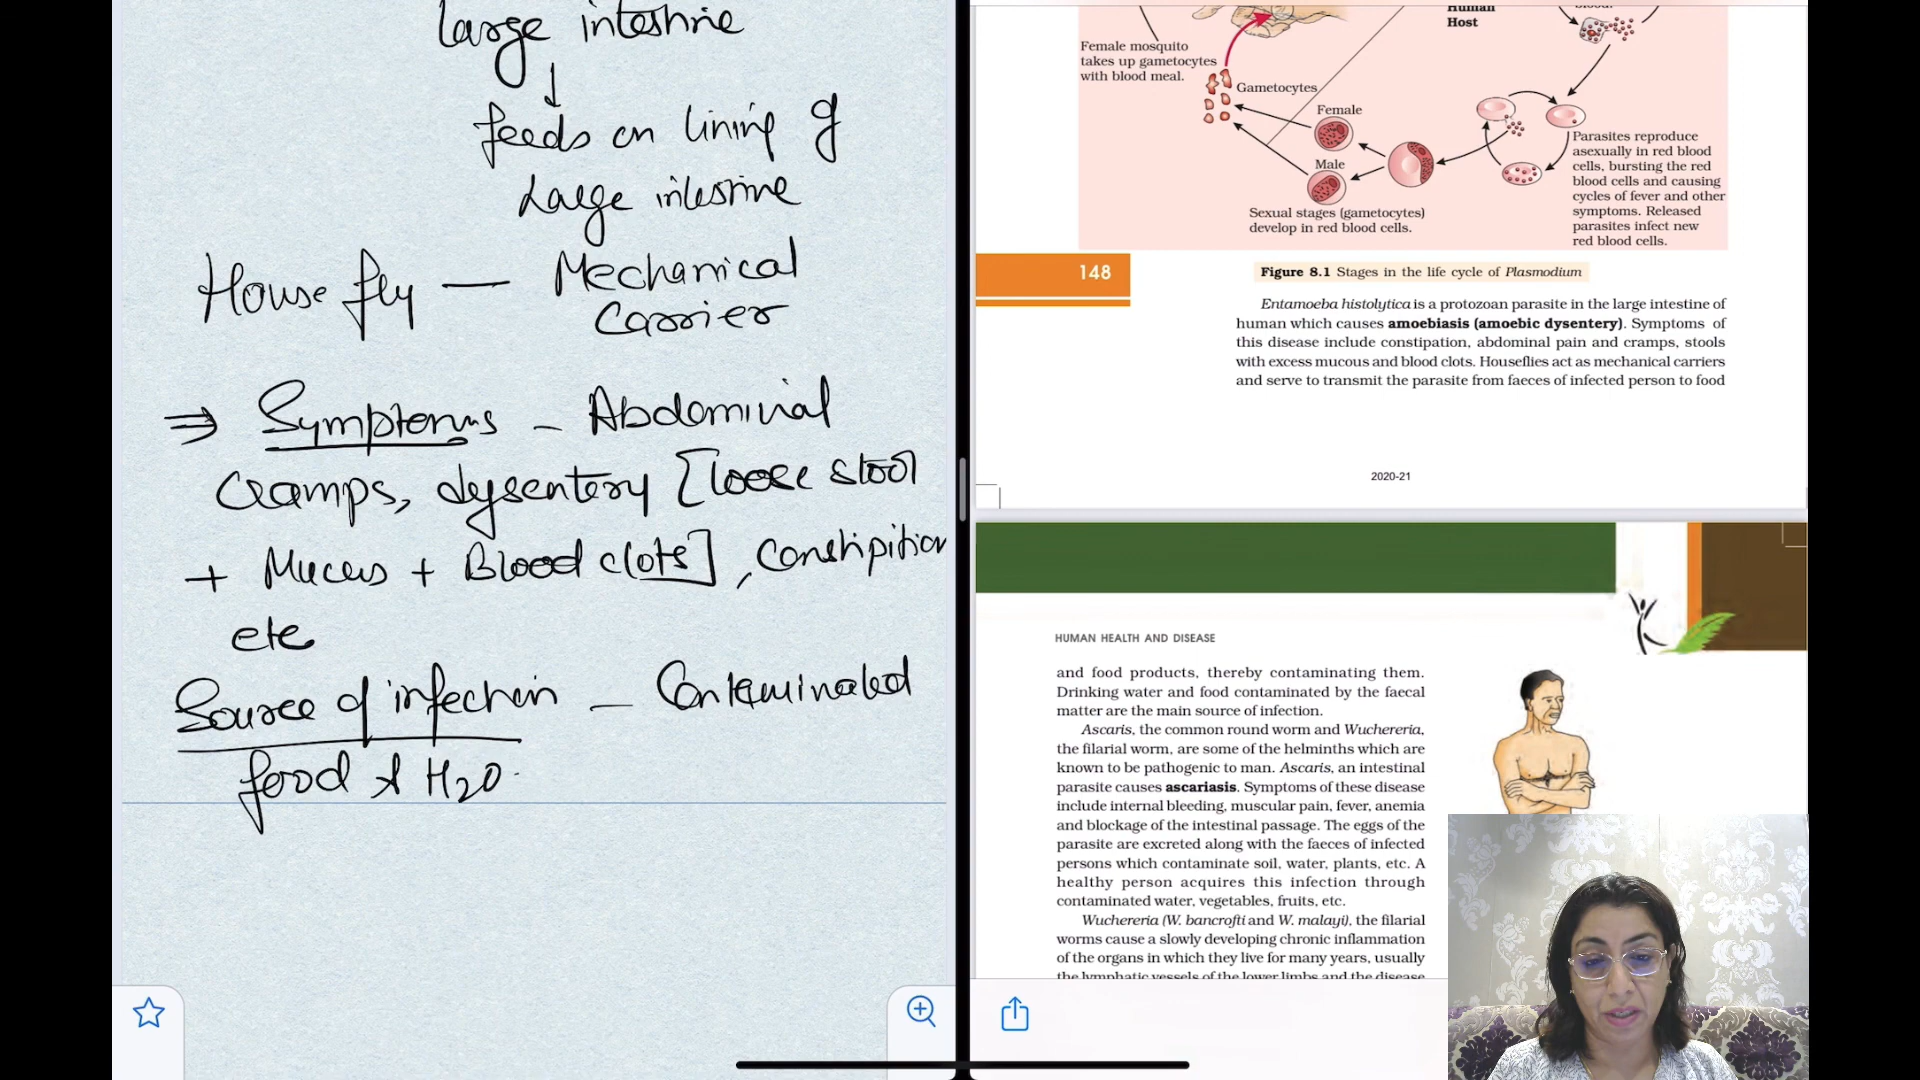 large intestine
↓
feeds on lining of
Large intestine
House fly — Mechanical
Carrier
⇒ Symptoms - Abdominal
Cramps, dysentery [loose stool
+ Mucus + Blood clots], Constipition
etc
Source of infection - Contaminated
food & H2O.
Human
Host
Female mosquito
takes up gametocytes
with blood meal.
Gametocytes
Female
Male
Sexual stages (gametocytes)
develop in red blood cells.
Parasites reproduce
asexually in red blood
cells, bursting the red
blood cells and causing
cycles of fever and other
symptoms. Released
parasites infect new
red blood cells.
148
Figure 8.1 Stages in the life cycle of Plasmodium
Entamoeba histolytica is a protozoan parasite in the large intestine of
human which causes amoebiasis (amoebic dysentery). Symptoms of
this disease include constipation, abdominal pain and cramps, stools
with excess mucous and blood clots. Houseflies act as mechanical carriers
and serve to transmit the parasite from faeces of infected person to food
2020-21
HUMAN HEALTH AND DISEASE
and food products, thereby contaminating them.
Drinking water and food contaminated by the faecal
matter are the main source of infection.
Ascaris, the common round worm and Wuchereria,
the filarial worm, are some of the helminths which are
known to be pathogenic to man. Ascaris, an intestinal
parasite causes ascariasis. Symptoms of these disease
include internal bleeding, muscular pain, fever, anemia
and blockage of the intestinal passage. The eggs of the
parasite are excreted along with the faeces of infected
persons which contaminate soil, water, plants, etc. A
healthy person acquires this infection through
contaminated water, vegetables, fruits, etc.
Wuchereria (W. bancrofti and W. malayi), the filarial
worms cause a slowly developing chronic inflammation
of the organs in which they live for many years, usually
the lymphatic vessels of the lower limbs and the disease